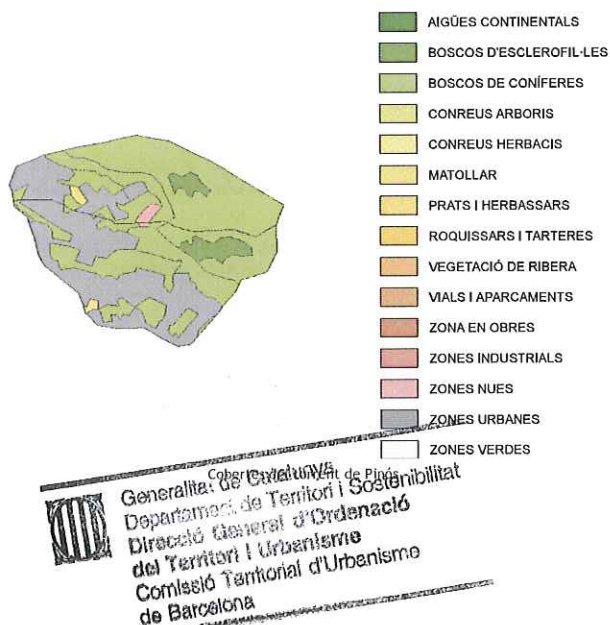 AIGÜES CONTINENTALS
BOSCOS D'ESCLEROFIL·LES
BOSCOS DE CONÍFERES
CONREUS ARBORIS
CONREUS HERBACIS
MATOLLAR
PRATS I HERBASSARS
ROQUISSARS I TARTERES
VEGETACIÓ DE RIBERA
VIALS I APARCAMENTS
ZONA EN OBRES
ZONES INDUSTRIALS
ZONES NUES
ZONES URBANES
ZONES VERDES
de Pinós
Generalitat de Catalunya
Departament de Territori i Sostenibilitat
Direcció General d'Ordenació
del Territori i Urbanisme
Comissió Territorial d'Urbanisme
de Barcelona